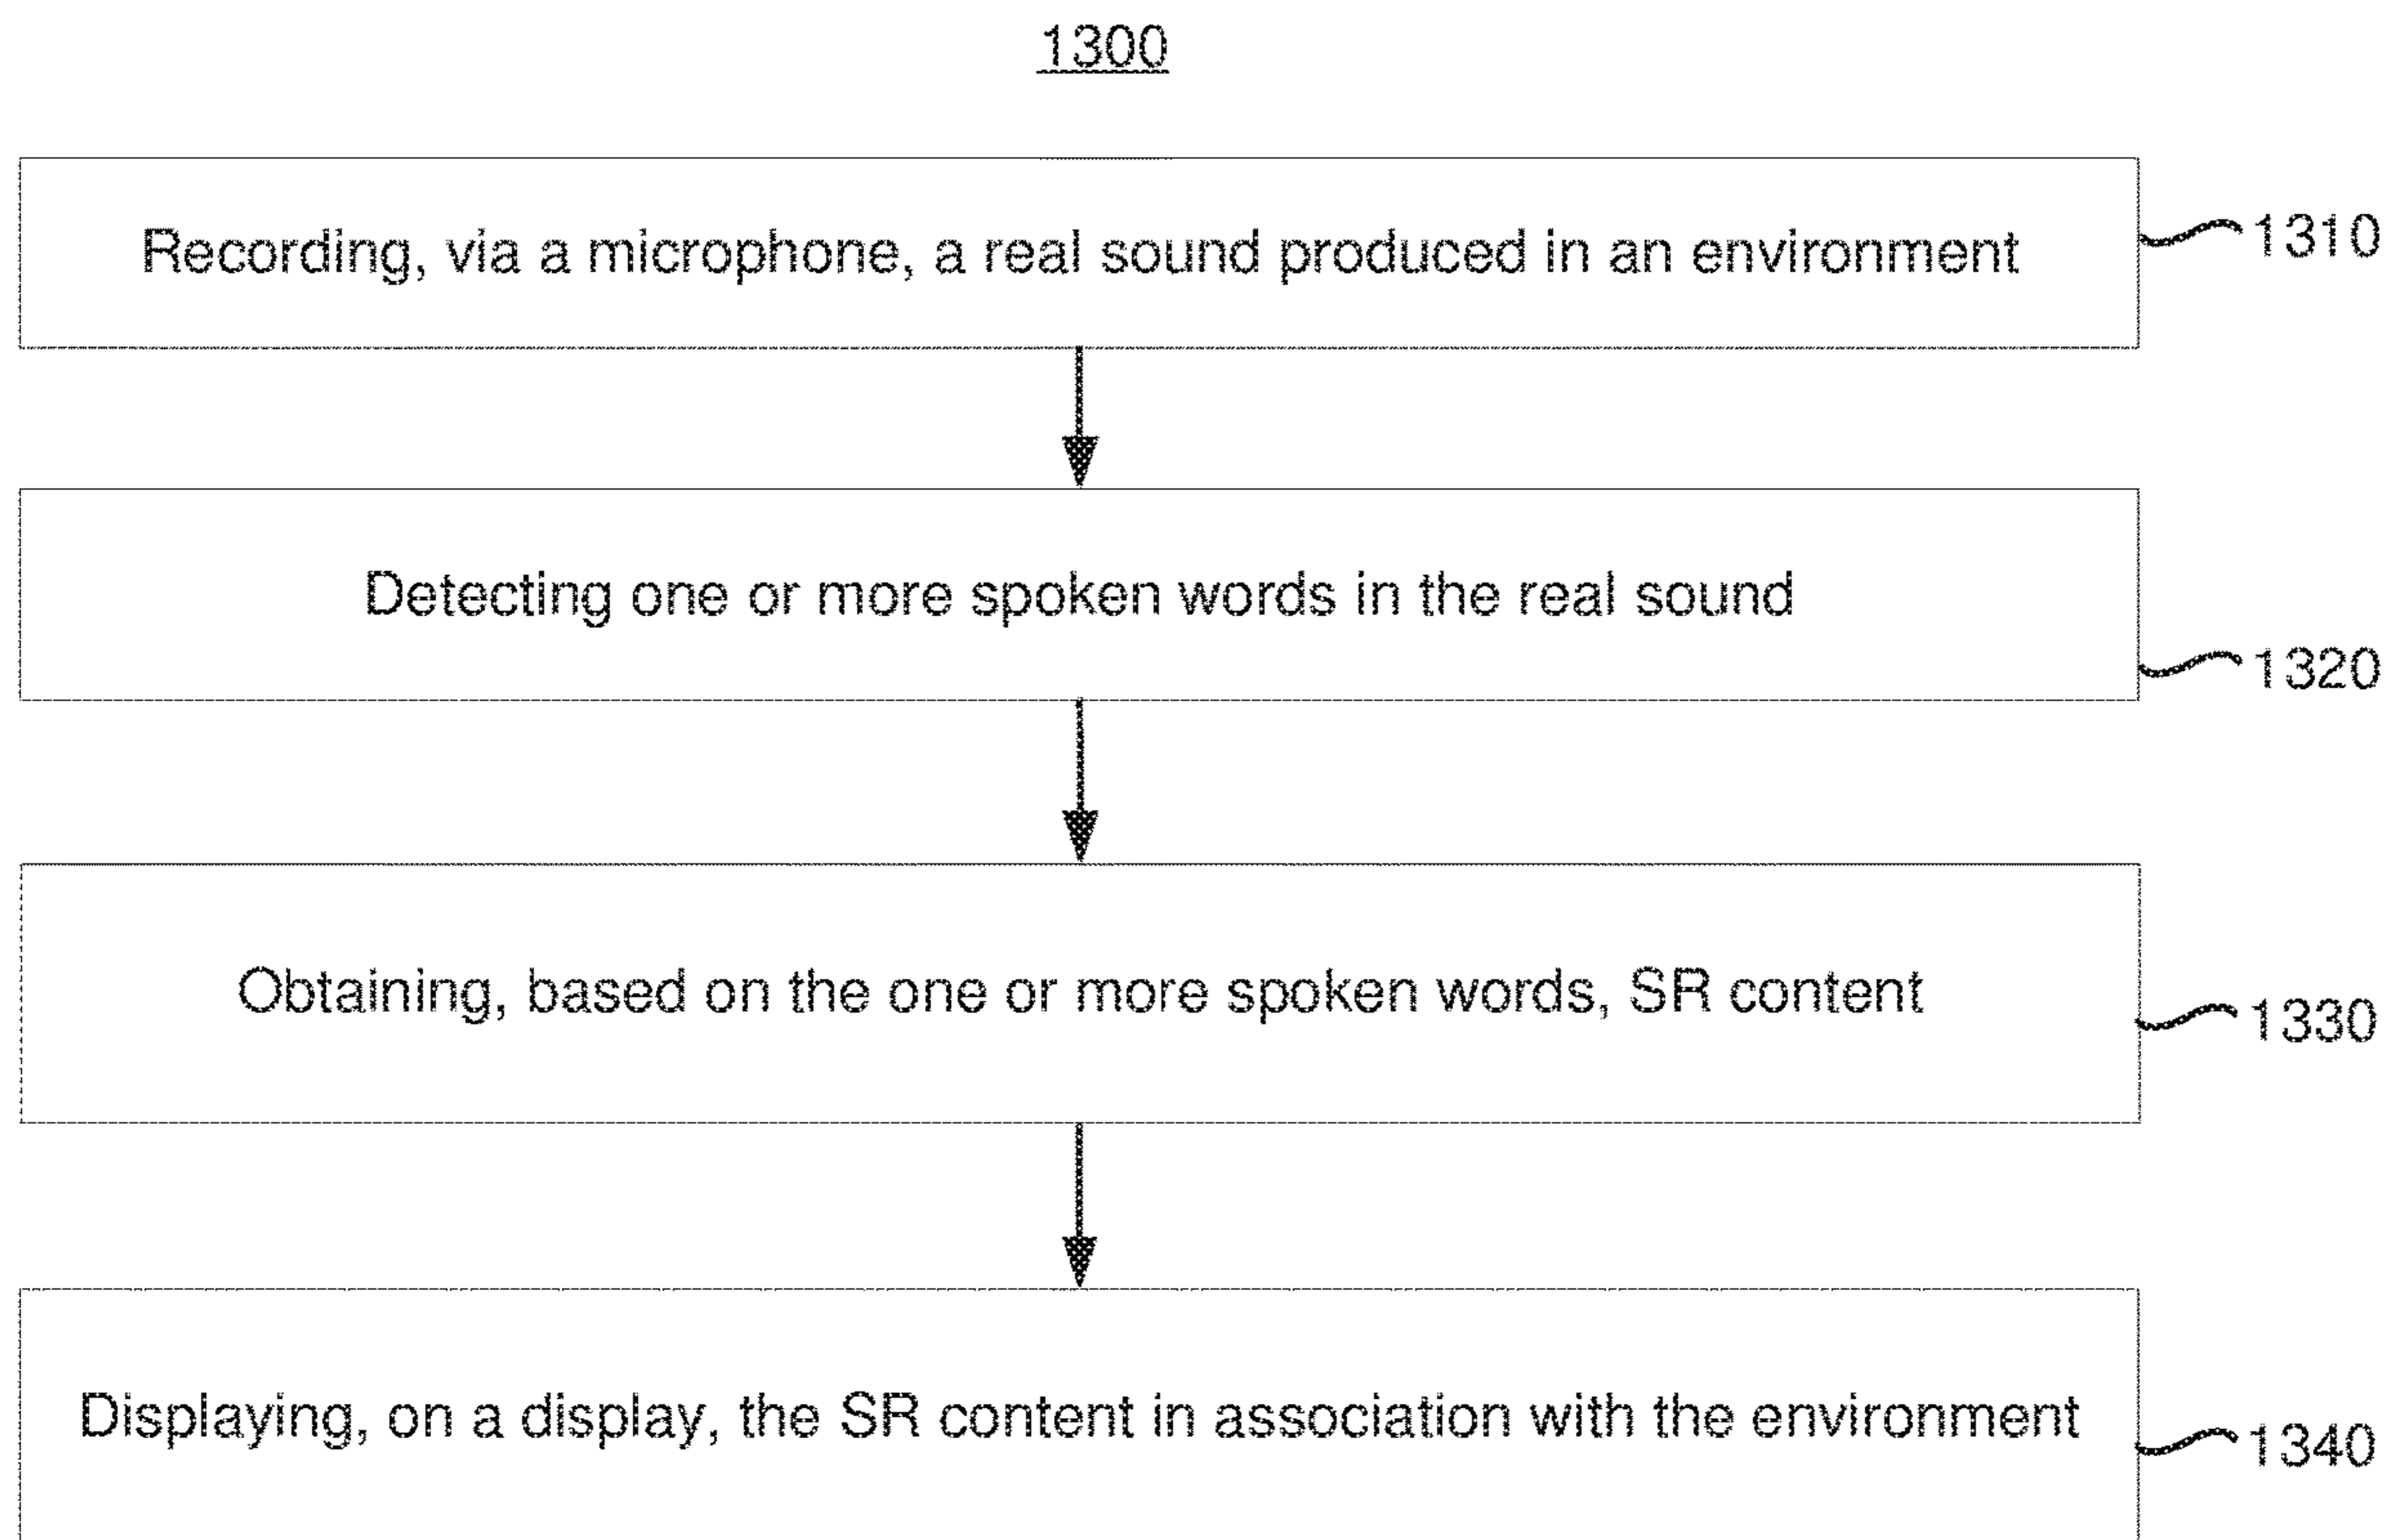 1300
Recording, via a microphone, a real sound produced in an environment
1310
Detecting one or more spoken words in the real sound
1320
Obtaining, based on the one or more spoken words, SR content
1330
Displaying, on a display, the SR content in association with the environment
1340